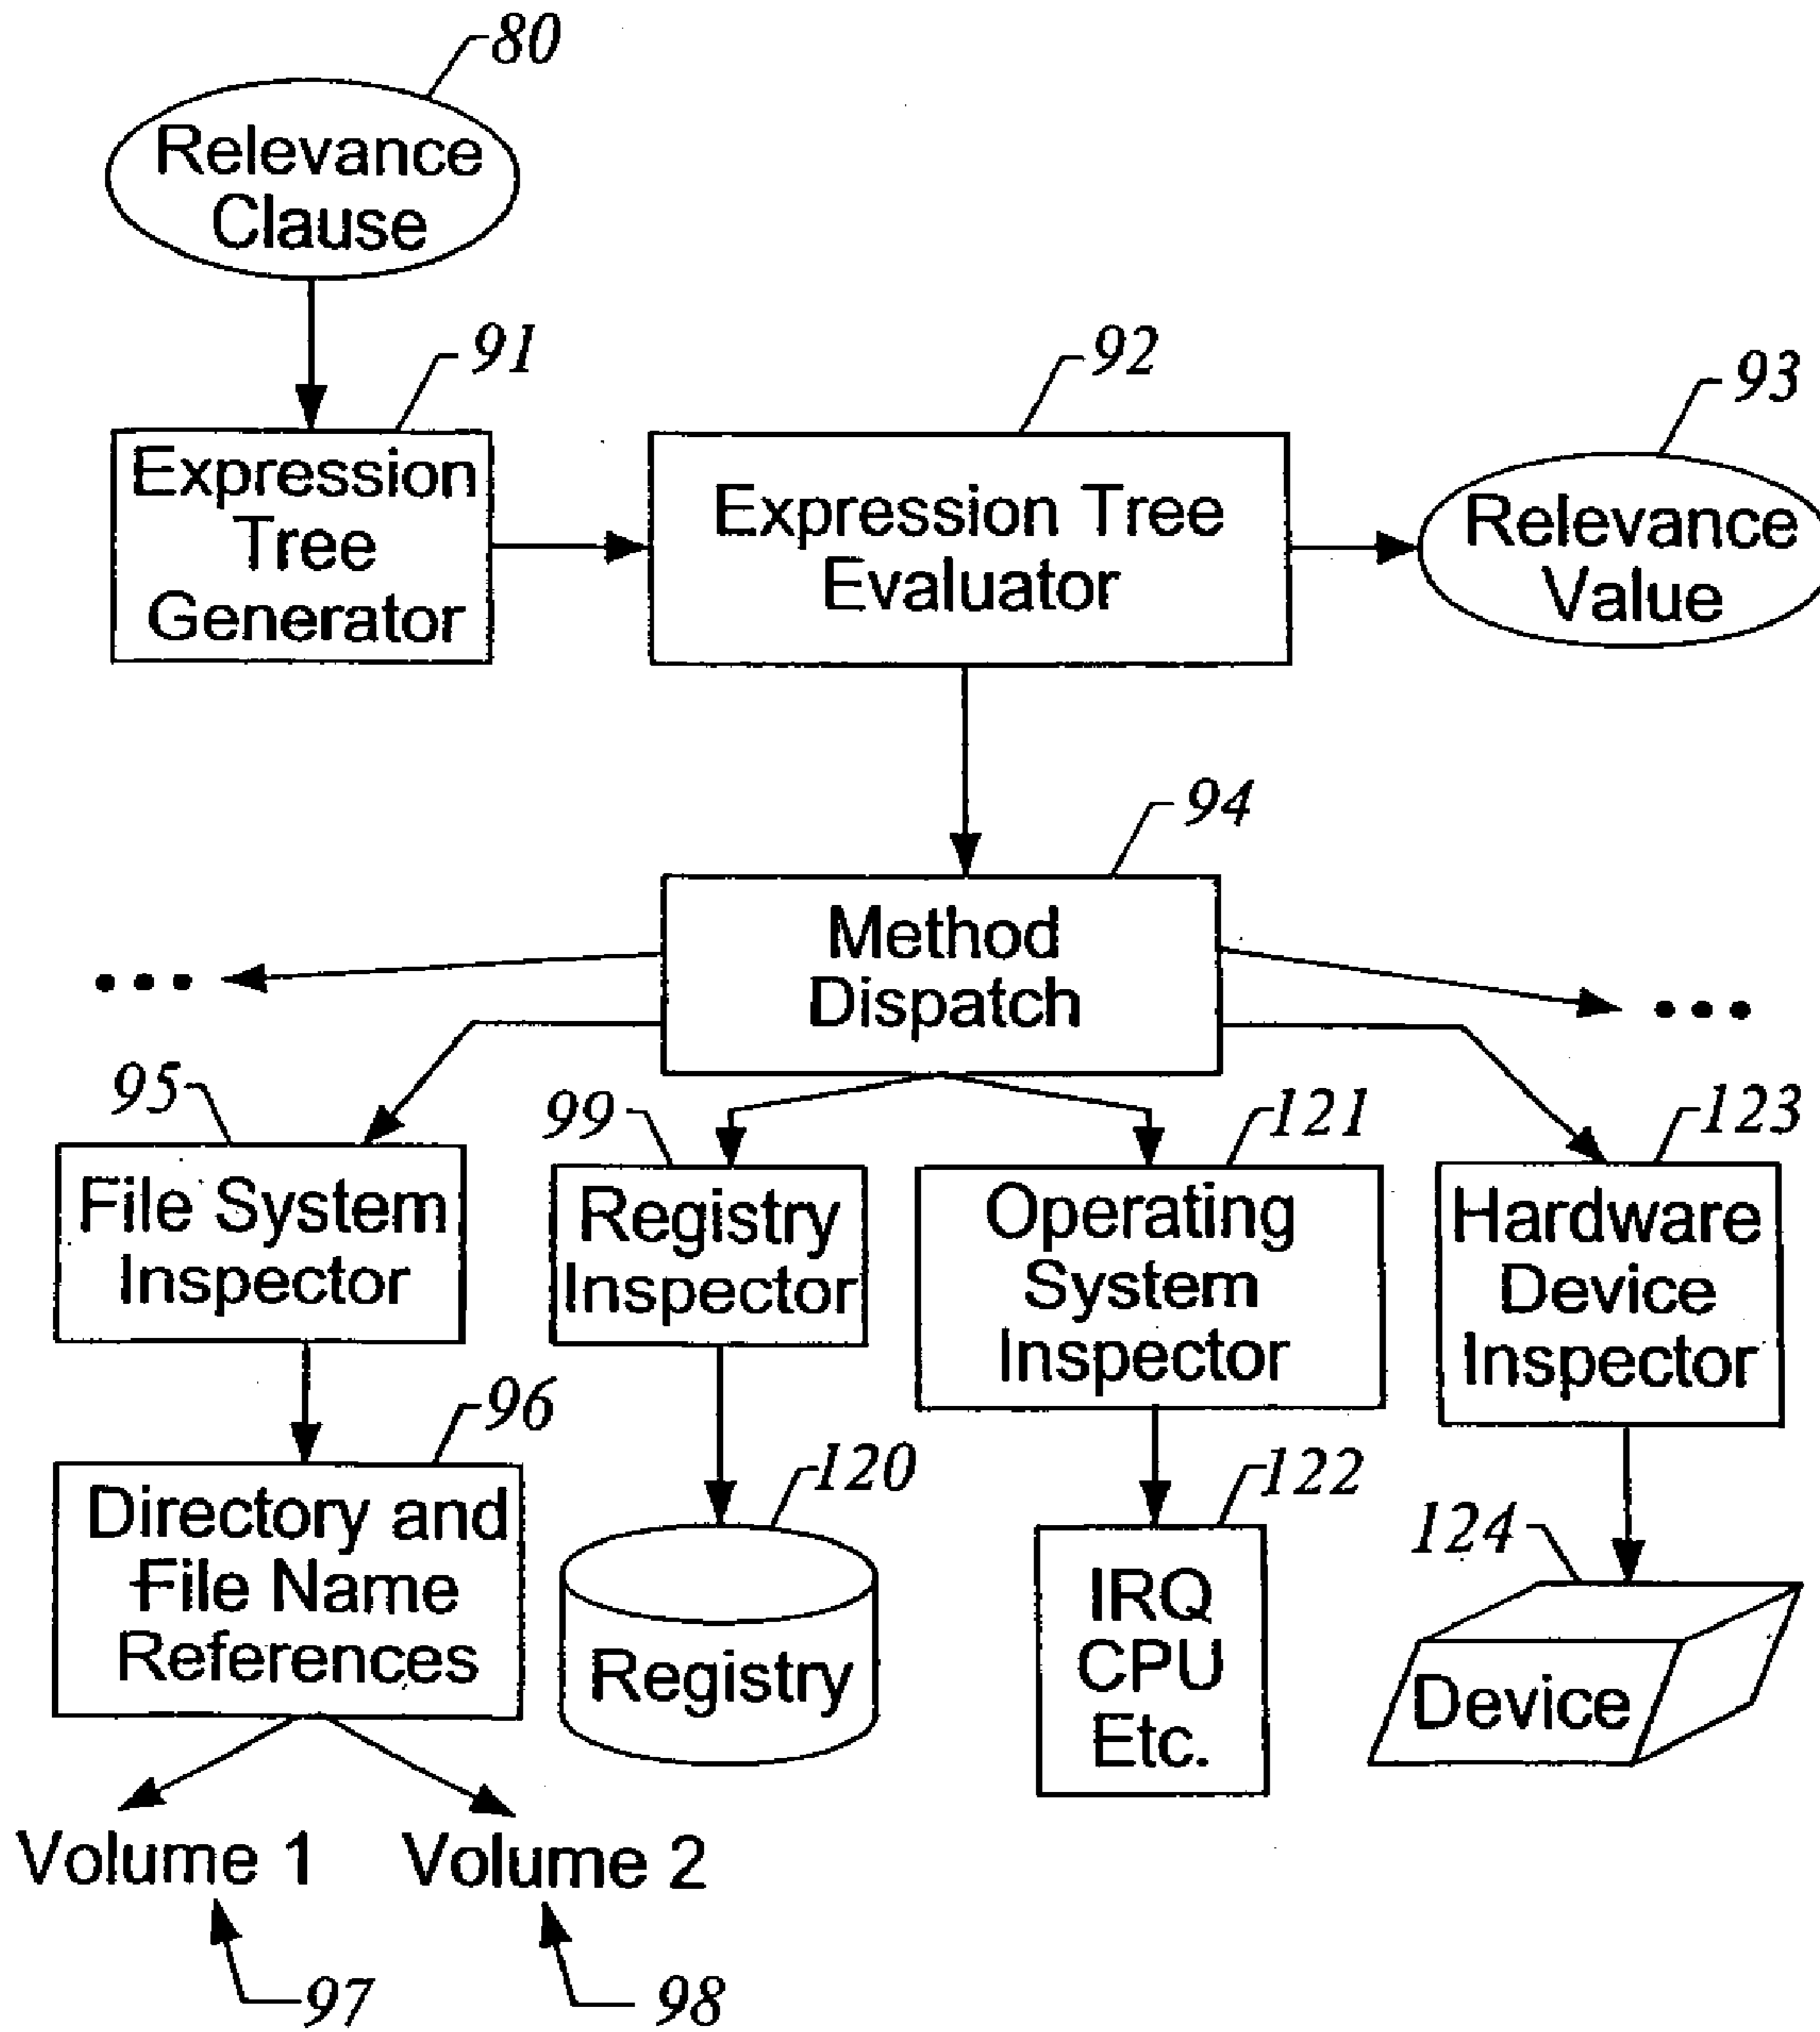 80
Relevance
Clause
91
92
93
Expression
Tree
Generator
Expression Tree
Evaluator
Relevance
Value
94
Method
Dispatch
95
99
121
123
File System
Inspector
Registry
Inspector
Operating
System
Inspector
Hardware
Device
Inspector
96
120
122
124
Directory and
File Name
References
Registry
IRQ
CPU
Etc.
Device
Volume 1
Volume 2
97
98